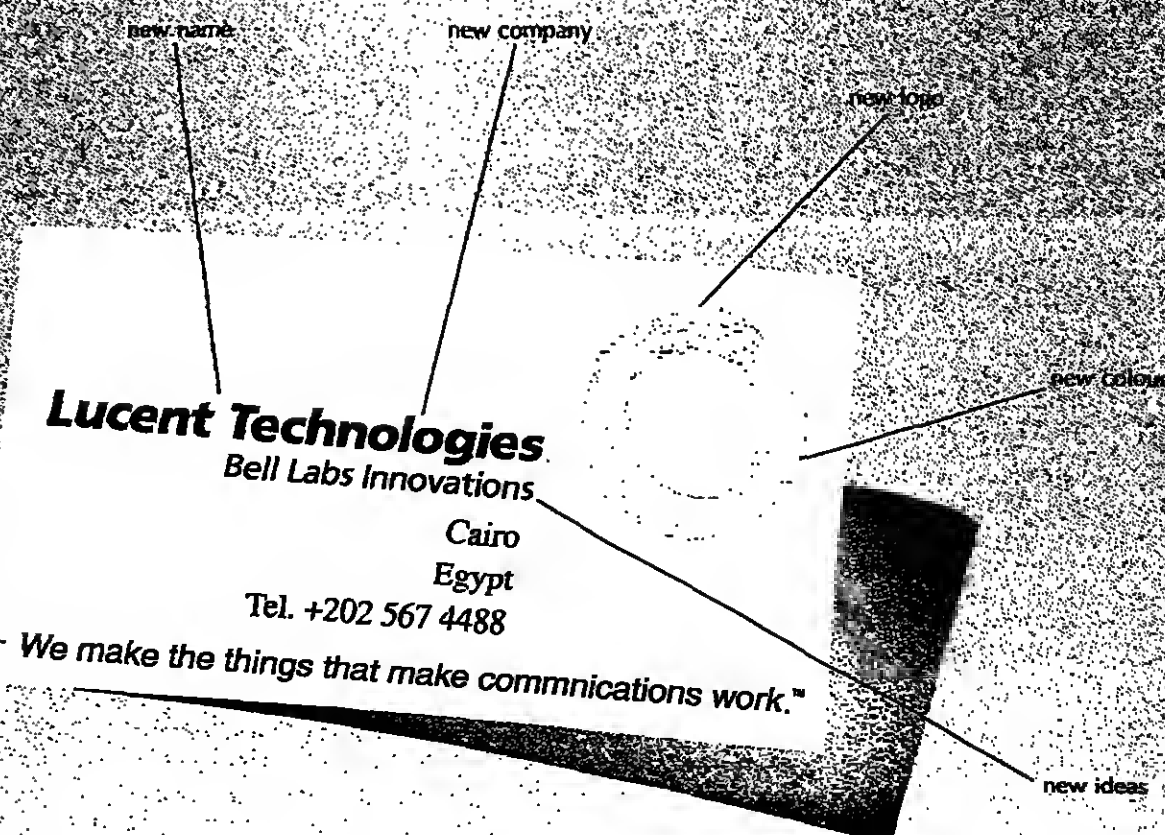 new name
new company
new logo
new colour
Lucent Technologies
Bell Labs Innovations
Cairo
Egypt
Tel. +202 567 4488
We make the things that make commnications work.™
new ideas